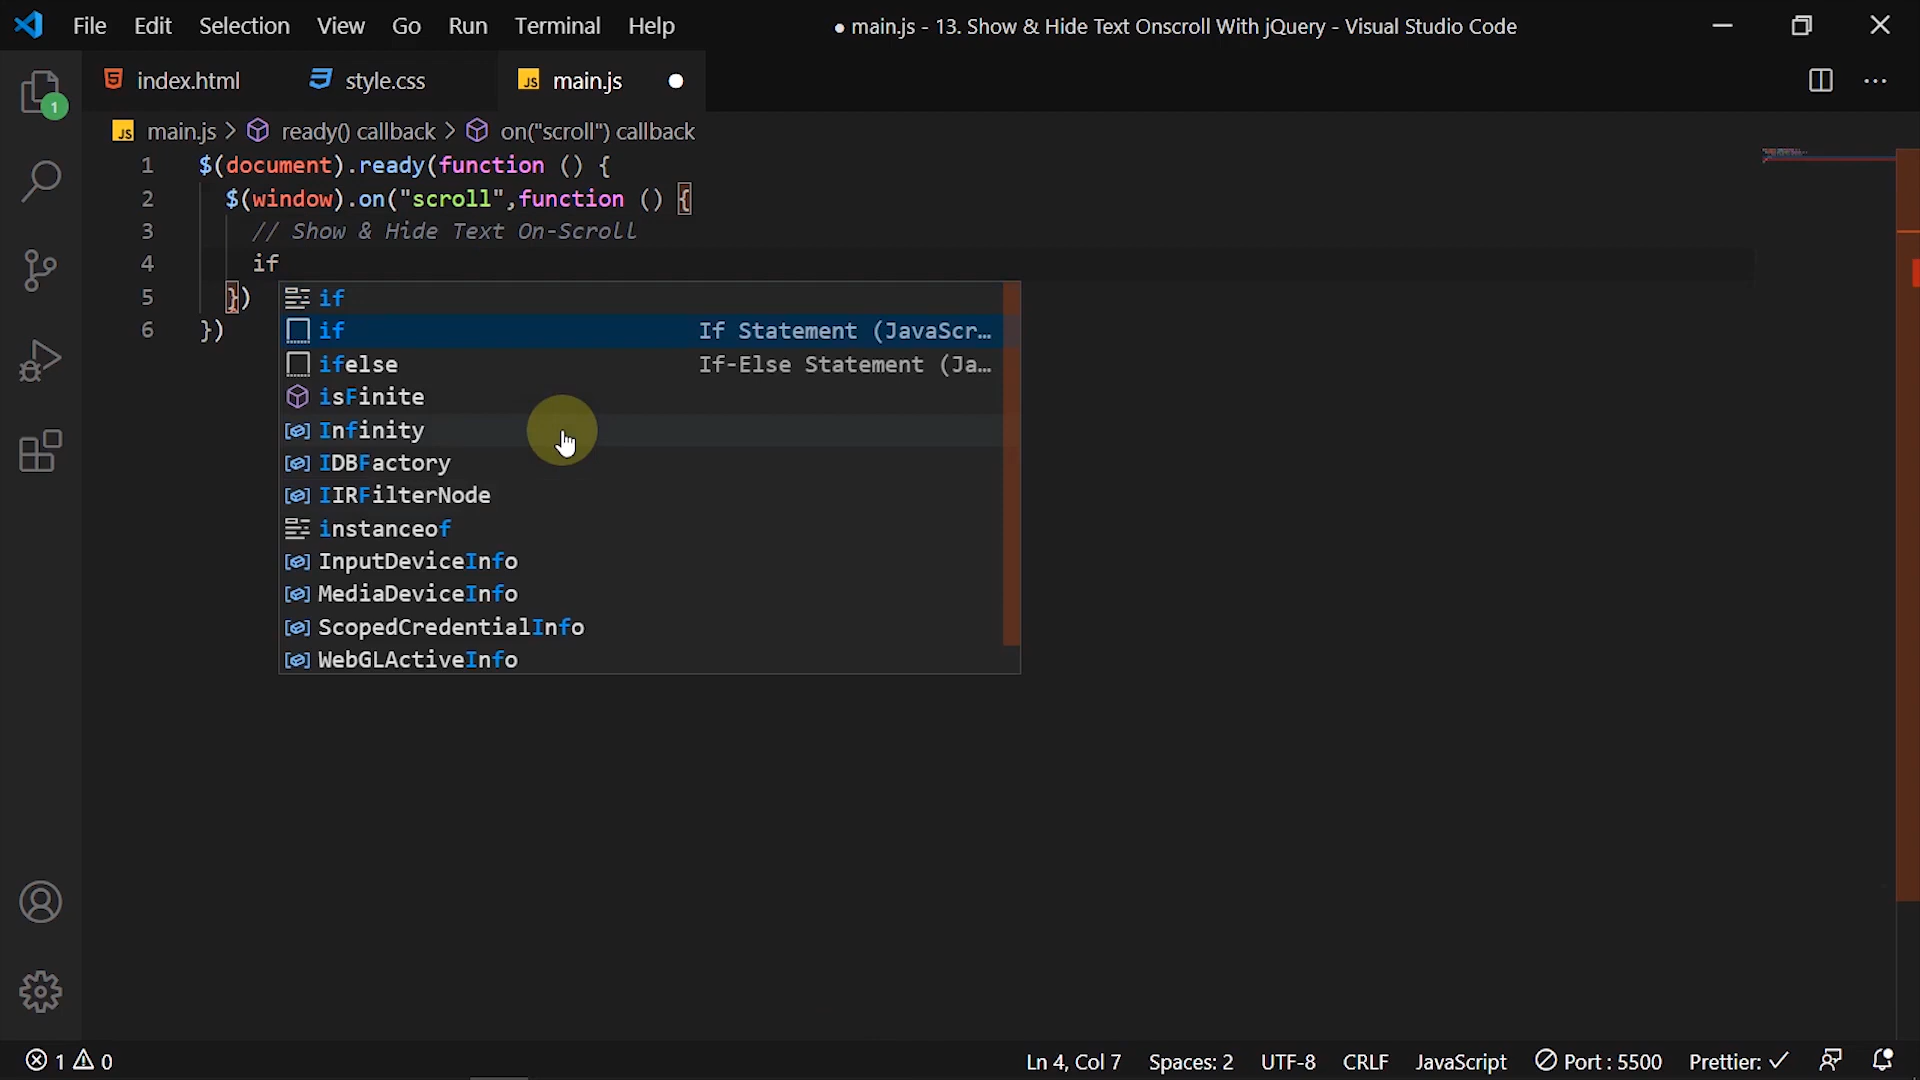 File Edit Selection View Go Run Terminal Help ● main.js - 13. Show & Hide Text Onscroll With jQuery - Visual Studio Code
index.html style.css JS main.js
1
JS main.js > ready() callback > on("scroll") callback
1 $(document).ready(function () {
2 $(window).on("scroll",function () {
3 // Show & Hide Text On-Scroll
4 if
5 })
6 })
if
if If Statement (JavaScr…
ifelse If-Else Statement (Ja…
isFinite
Infinity
IDBFactory
IIRFilterNode
instanceof
InputDeviceInfo
MediaDeviceInfo
ScopedCredentialInfo
WebGLActiveInfo
1 0 Ln 4, Col 7 Spaces: 2 UTF-8 CRLF JavaScript Port : 5500 Prettier: ✓